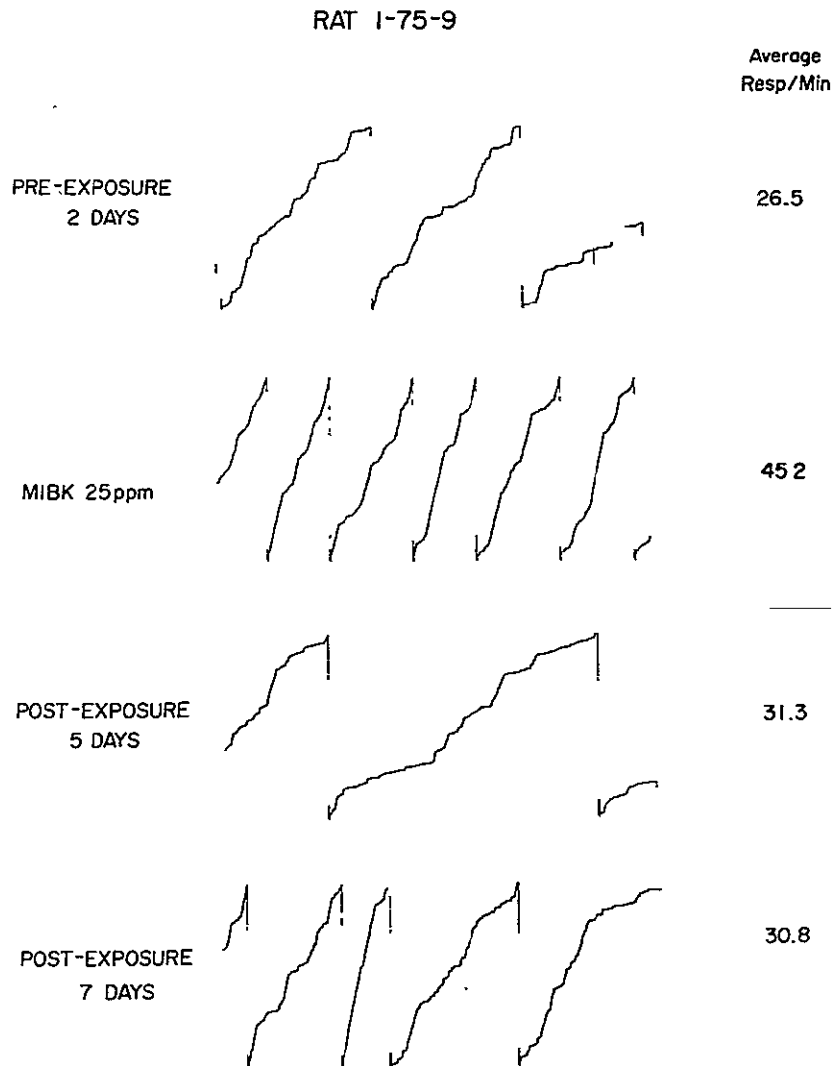 RAT 1-75-9
Average
Resp/Min
PRE-EXPOSURE
2 DAYS
26.5
MIBK 25ppm
45 2
POST-EXPOSURE
5 DAYS
31.3
POST-EXPOSURE
7 DAYS
30.8